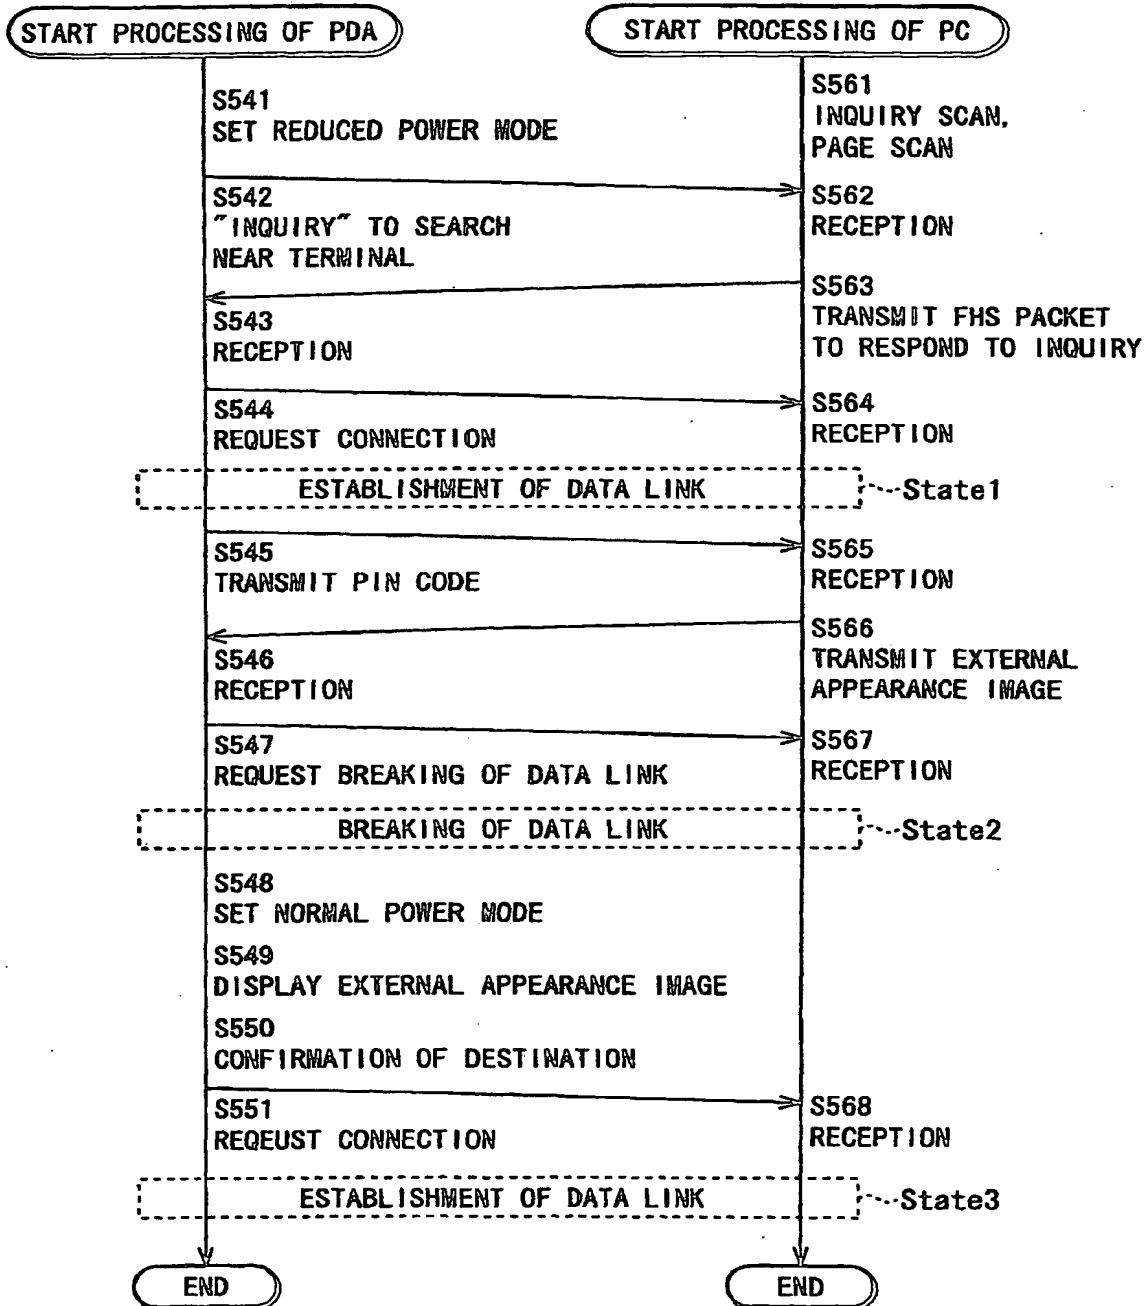 START PROCESSING OF PDA
START PROCESSING OF PC
S541
SET REDUCED POWER MODE
S561
INQUIRY SCAN,
PAGE SCAN
S542
"INQUIRY" TO SEARCH
NEAR TERMINAL
S562
RECEPTION
S543
RECEPTION
S563
TRANSMIT FHS PACKET
TO RESPOND TO INQUIRY
S544
REQUEST CONNECTION
S564
RECEPTION
ESTABLISHMENT OF DATA LINK
State1
S545
TRANSMIT PIN CODE
S565
RECEPTION
S546
RECEPTION
S566
TRANSMIT EXTERNAL
APPEARANCE IMAGE
S547
REQUEST BREAKING OF DATA LINK
S567
RECEPTION
BREAKING OF DATA LINK
State2
S548
SET NORMAL POWER MODE
S549
DISPLAY EXTERNAL APPEARANCE IMAGE
S550
CONFIRMATION OF DESTINATION
S551
REQEUST CONNECTION
S568
RECEPTION
ESTABLISHMENT OF DATA LINK
State3
END
END